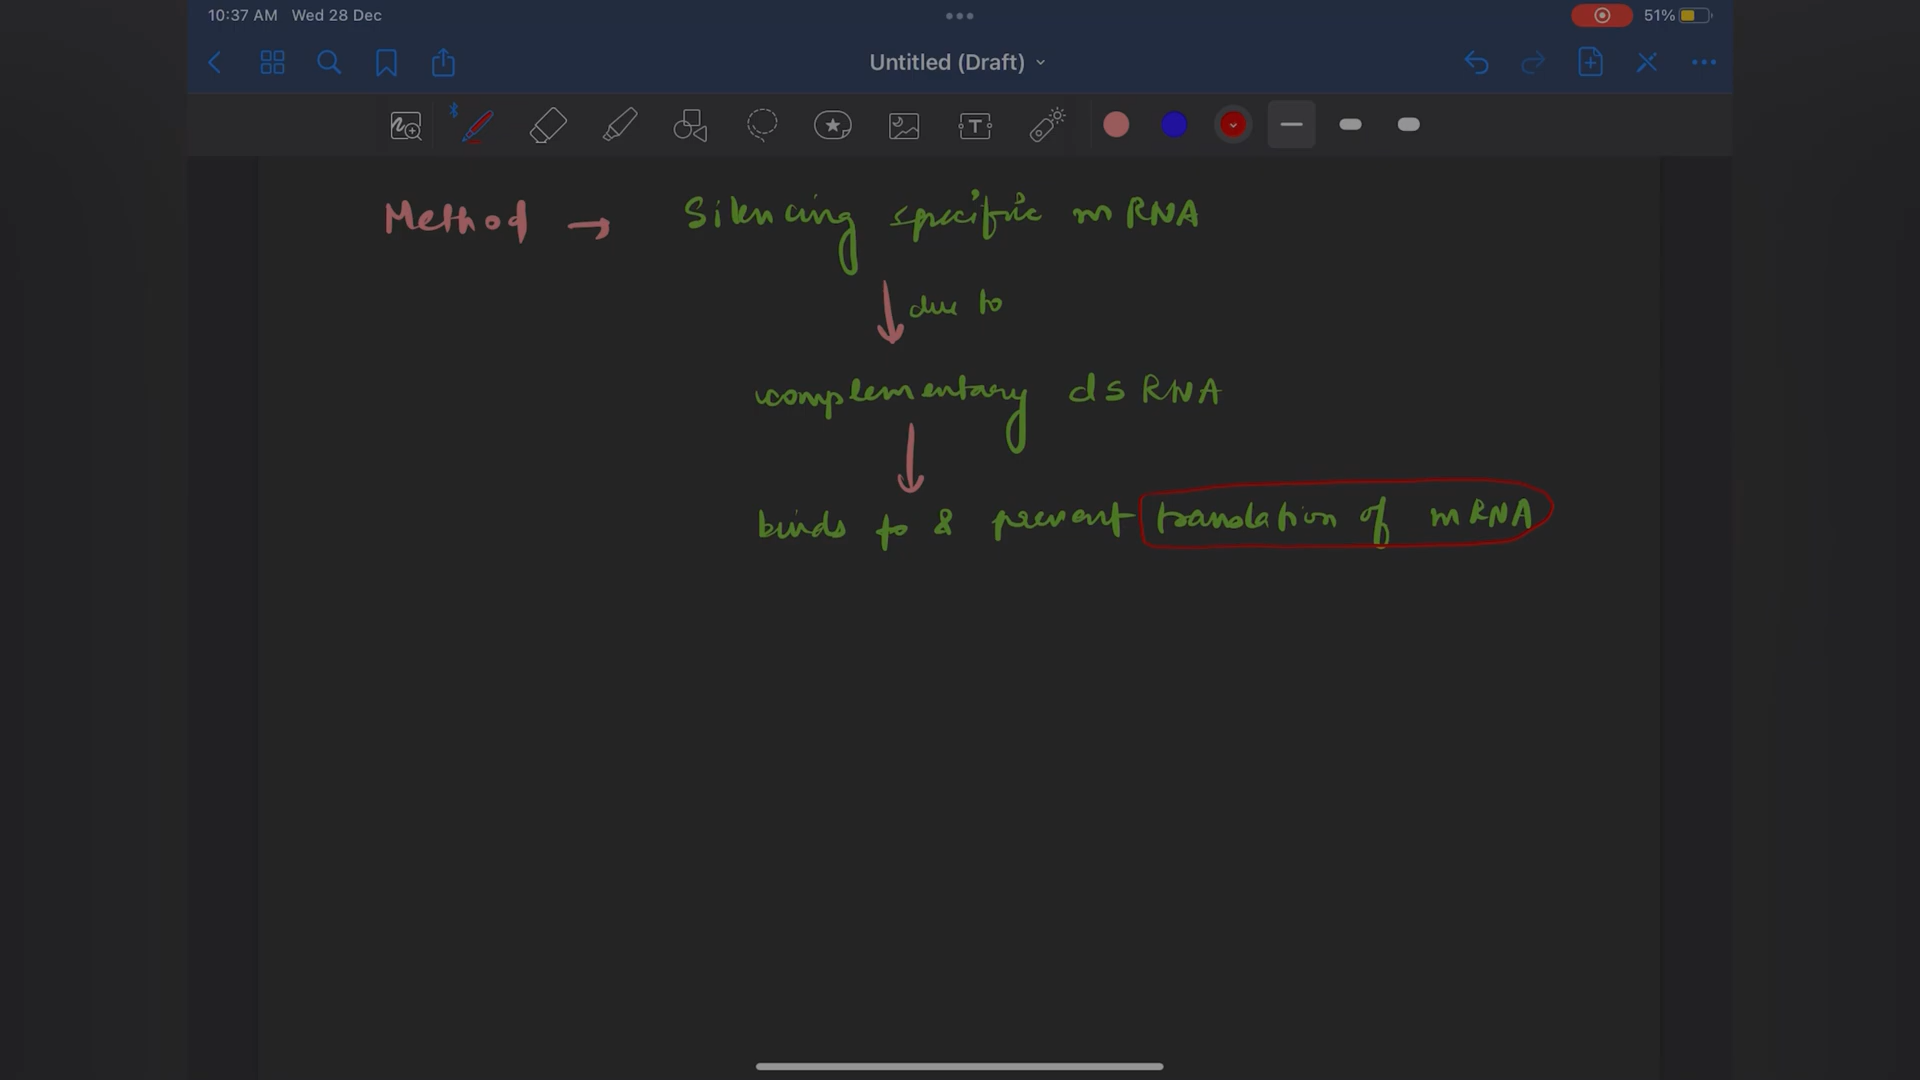 10:37 AM Wed 28 Dec
51%
Untitled (Draft)
T
Method → Silencing specific mRNA
↓ due to
complementary dsRNA
↓
binds to & prevent translation of mRNA